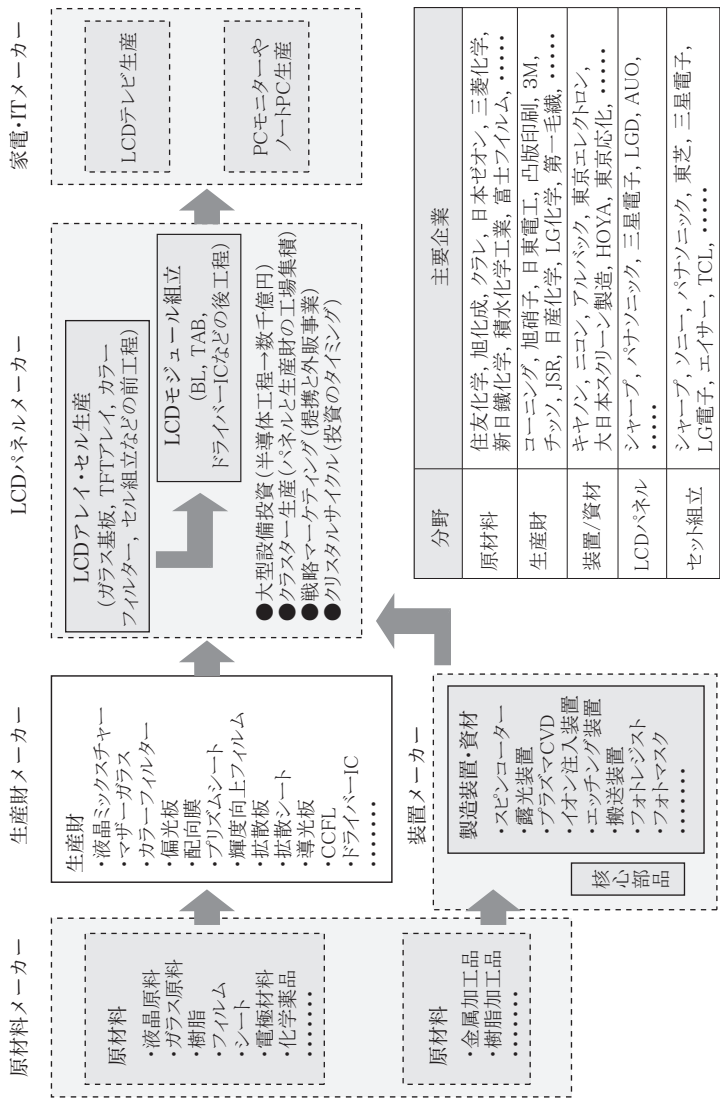 原材料メーカー
原材料
・液晶原料
・ガラス原料
・樹脂
・フィルム
・シート
・電極材料
・化学薬品
・・・・・・・
原材料
・金属加工品
・樹脂加工品
・・・・・・・
生産財メーカー
生産財
・液晶ミックスチャー
・マザーガラス
・カラーフィルター
・偏光板
・配向膜
・プリズムシート
・輝度向上フィルム
・拡散板
・拡散シート
・導光板
・CCFL
・ドライバーIC
・・・・・・
装置メーカー
核心
部品
製造装置・資材
・スピンコーター
・露光装置
・プラズマCVD
・イオン注入装置
・エッチング装置
・搬送装置
・フォトレジスト
・フォトマスク
・・・・・・・
LCDパネルメーカー
LCDアレイ・セル生産
(ガラス基板, TFTアレイ, カラー
フィルター, セル組立などの前工程)
LCDモジュール組立
(BL, TAB,
ドライバーICなどの後工程)
●大型設備投資(半導体工程→数千億円)
●クラスター生産(パネルと生産財の工場集積)
●戦略マーケティング(提携と外販事業)
●クリスタルサイクル(投資のタイミング)
家電・ITメーカー
LCDテレビ生産
PCモニターや
ノートPC生産
分野 主要企業
原材料 住友化学, 旭化成, クラレ, 日本ゼオン, 三菱化学,
新日鐵化学, 積水化学工業, 富士フイルム, ・・・・・
生産財 コーニング, 旭硝子, 日東電工, 凸版印刷, 3M,
チッソ, JSR, 日産化学, LG化学, 第一毛織, ・・・・・
装置/資材 キヤノン, ニコン, アルバック, 東京エレクトロン,
大日本スクリーン製造, HOYA, 東京応化, ・・・・・
LCDパネル シャープ, パナソニック, 三星電子, LGD, AUO,
・・・・・
セット組立 シャープ, ソニー, パナソニック, 東芝, 三星電子,
LG電子, エイサー, TCL, ・・・・・